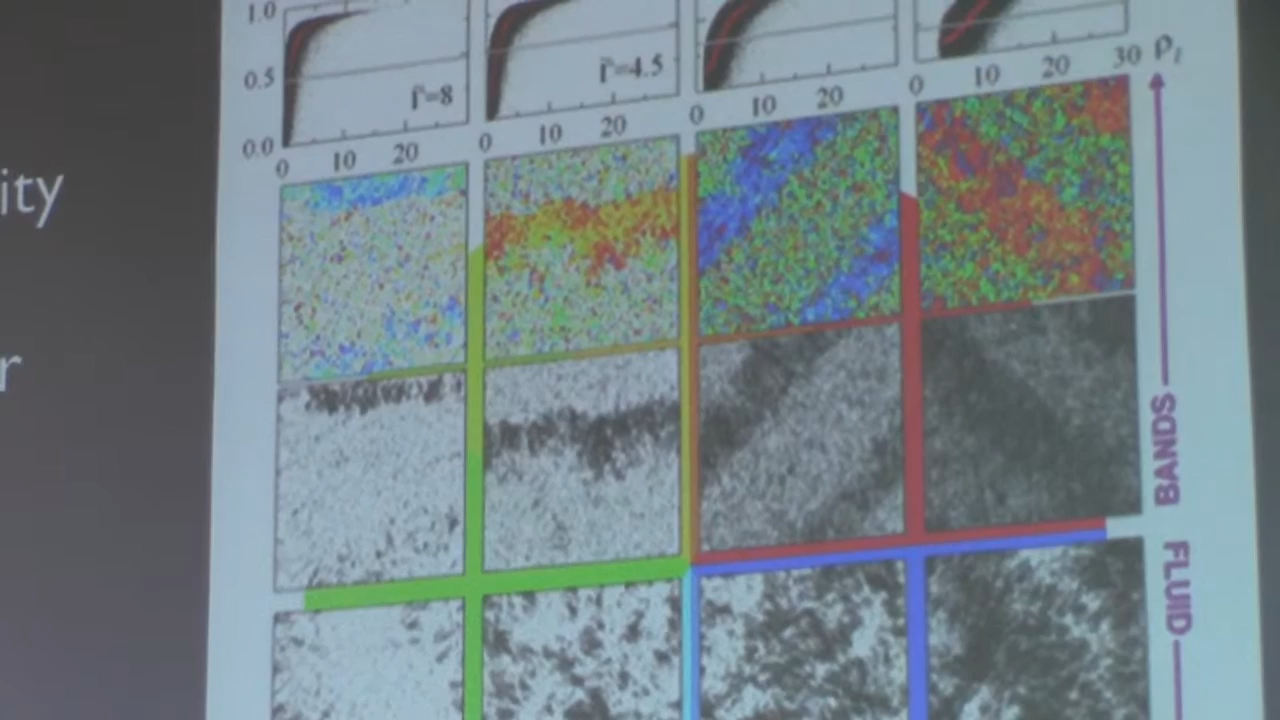 1.0
0.5
0.0
Γ̃=8
Γ̃=4.5
0 10 20
0 10 20
0 10 20
0 10 20 30
ρₗ
BANDS
FLUID
ity
r